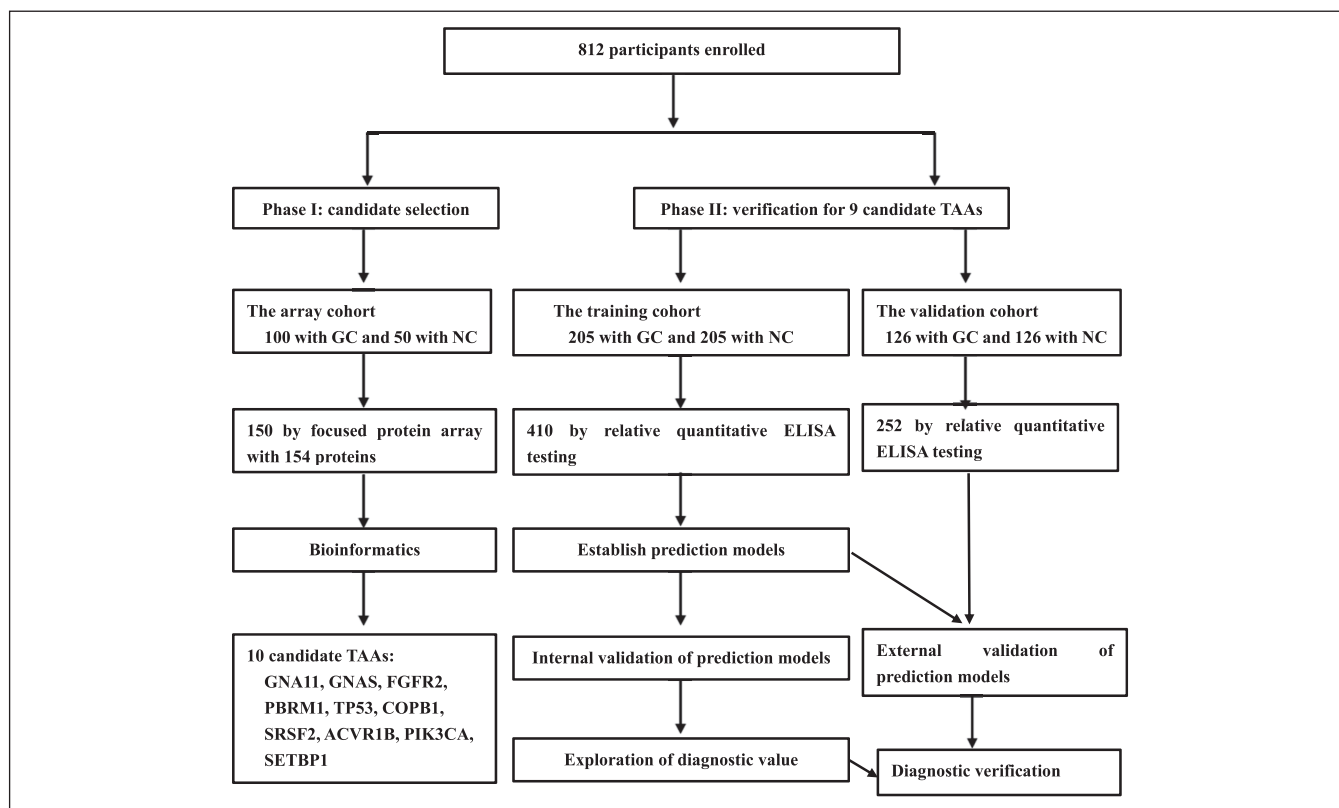 812 participants enrolled
Phase I: candidate selection
Phase II: verification for 9 candidate TAAs
The array cohort
100 with GC and 50 with NC
The training cohort
205 with GC and 205 with NC
The validation cohort
126 with GC and 126 with NC
150 by focused protein array
with 154 proteins
410 by relative quantitative ELISA
testing
252 by relative quantitative
ELISA testing
Bioinformatics
Establish prediction models
10 candidate TAAs:
GNA11, GNAS, FGFR2,
PBRM1, TP53, COPB1,
SRSF2, ACVR1B, PIK3CA,
SETBP1
Internal validation of prediction models
External validation of
prediction models
Exploration of diagnostic value
Diagnostic verification